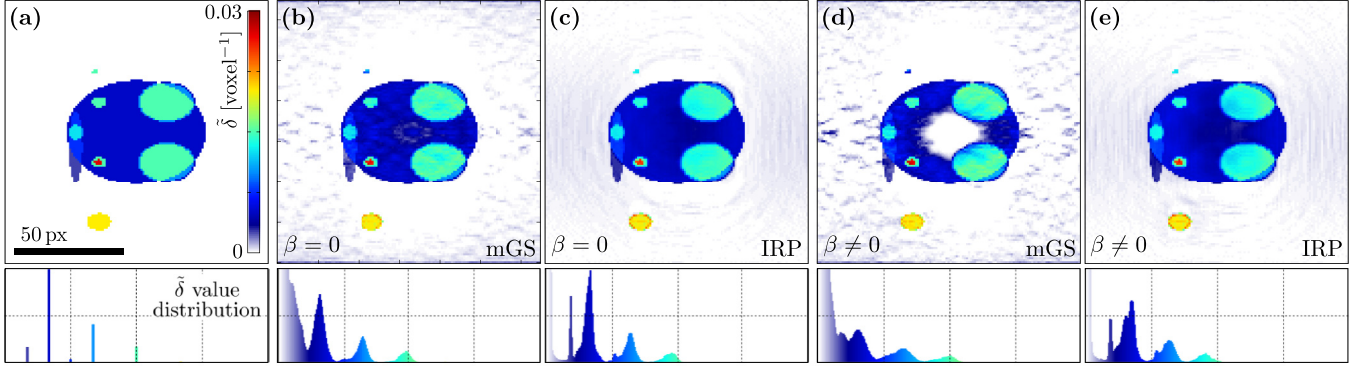 (a)
0.03
δ̃ [voxel⁻¹]
0
50 px
(b)
β = 0
mGS
(c)
β = 0
IRP
(d)
β ≠ 0
mGS
(e)
β ≠ 0
IRP
δ̃ value
distribution